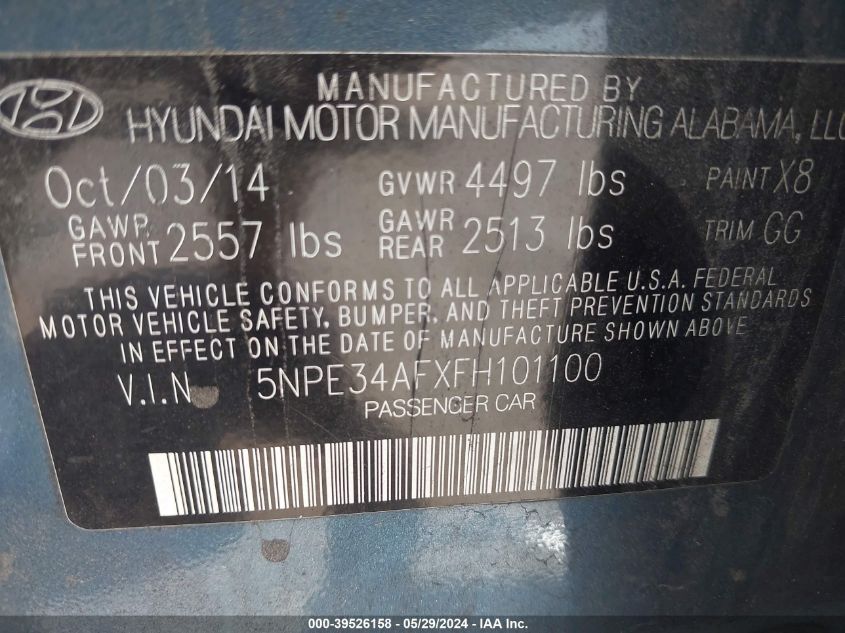 MANUFACTURED BY
HYUNDAI MOTOR MANUFACTURING ALABAMA, LLC
Oct/03/14 GVWR 4497 lbs PAINT X8
GAWR FRONT 2557 lbs GAWR REAR 2513 lbs TRIM GG
THIS VEHICLE CONFORMS TO ALL APPLICABLE U.S.A. FEDERAL
MOTOR VEHICLE SAFETY, BUMPER, AND THEFT PREVENTION STANDARDS
IN EFFECT ON THE DATE OF MANUFACTURE SHOWN ABOVE
V.I.N 5NPE34AFXFH101100
PASSENGER CAR
000-39526158 - 05/29/2024 - IAA Inc.